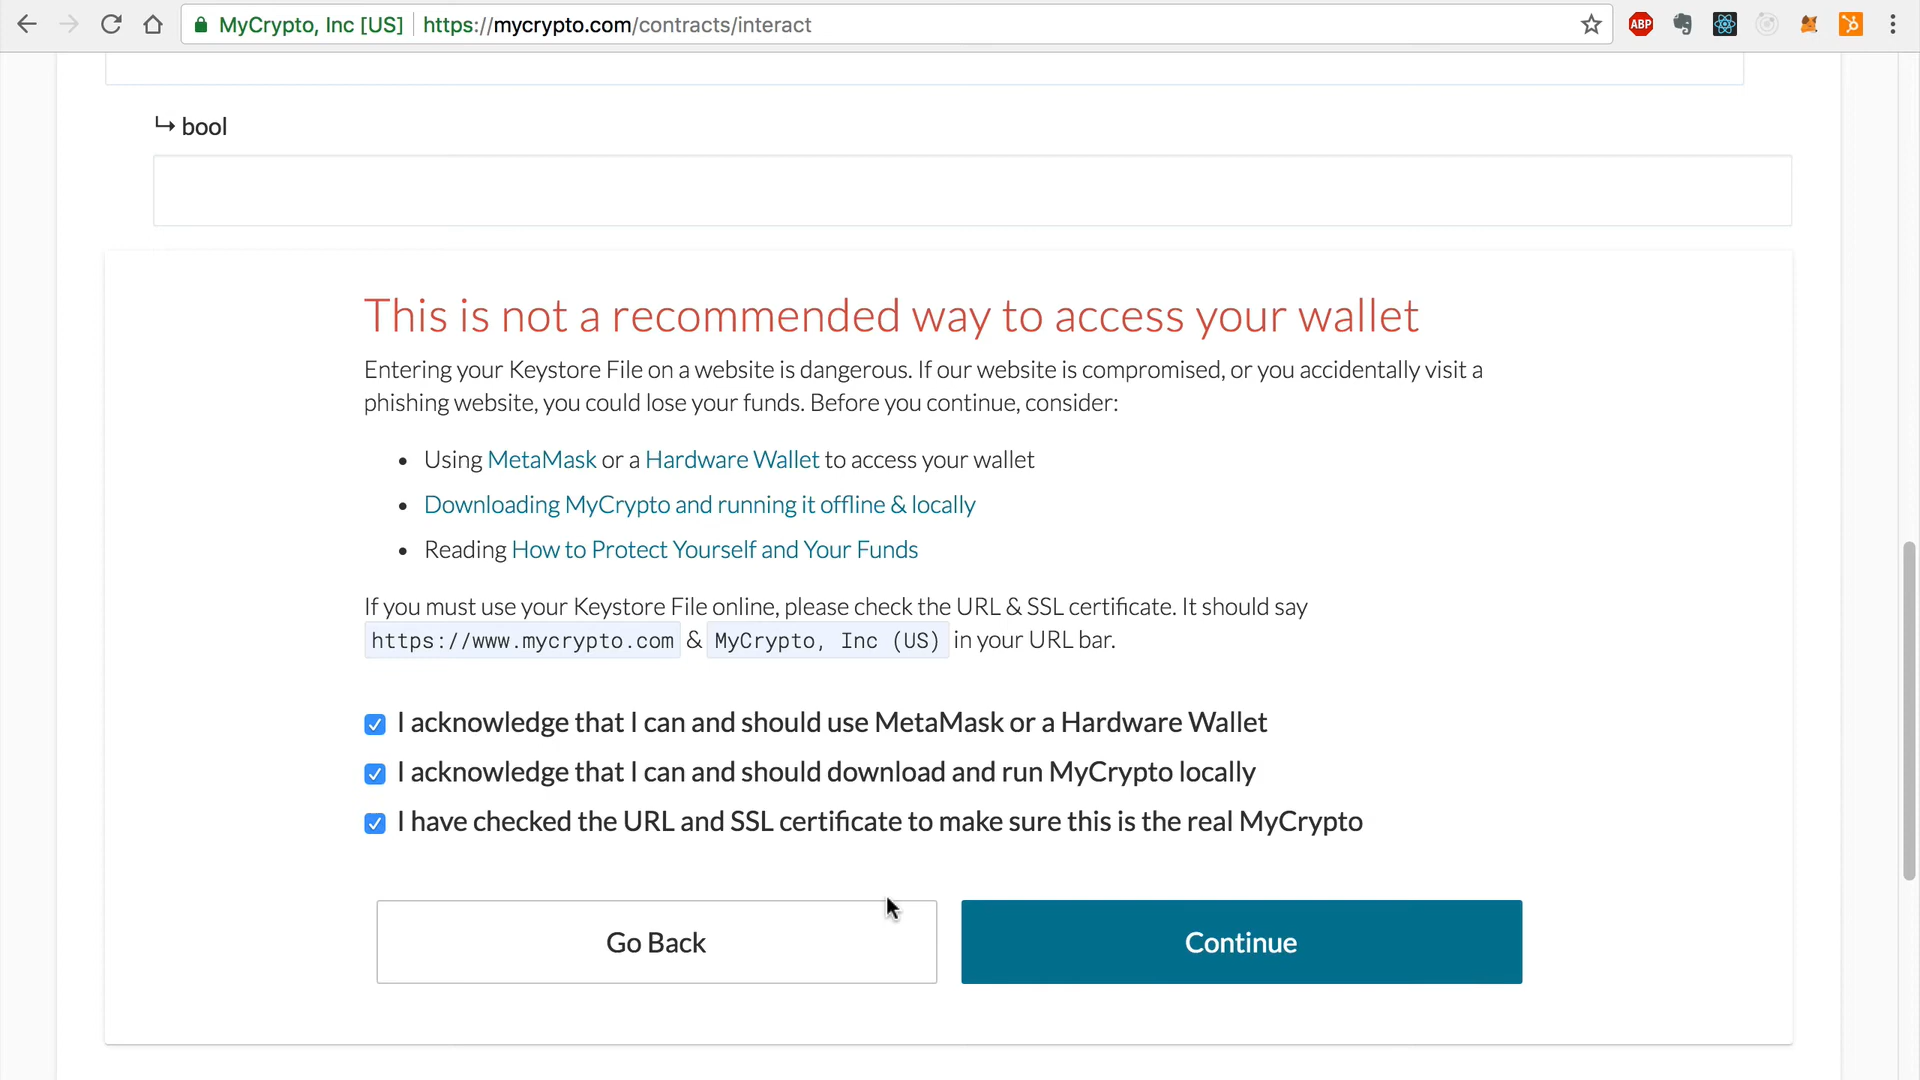 MyCrypto, Inc [US] https://mycrypto.com/contracts/interact
ABP
↳ bool
This is not a recommended way to access your wallet
Entering your Keystore File on a website is dangerous. If our website is compromised, or you accidentally visit a
phishing website, you could lose your funds. Before you continue, consider:
• Using MetaMask or a Hardware Wallet to access your wallet
• Downloading MyCrypto and running it offline & locally
• Reading How to Protect Yourself and Your Funds
If you must use your Keystore File online, please check the URL & SSL certificate. It should say
https://www.mycrypto.com & MyCrypto, Inc (US) in your URL bar.
I acknowledge that I can and should use MetaMask or a Hardware Wallet
I acknowledge that I can and should download and run MyCrypto locally
I have checked the URL and SSL certificate to make sure this is the real MyCrypto
Go Back Continue